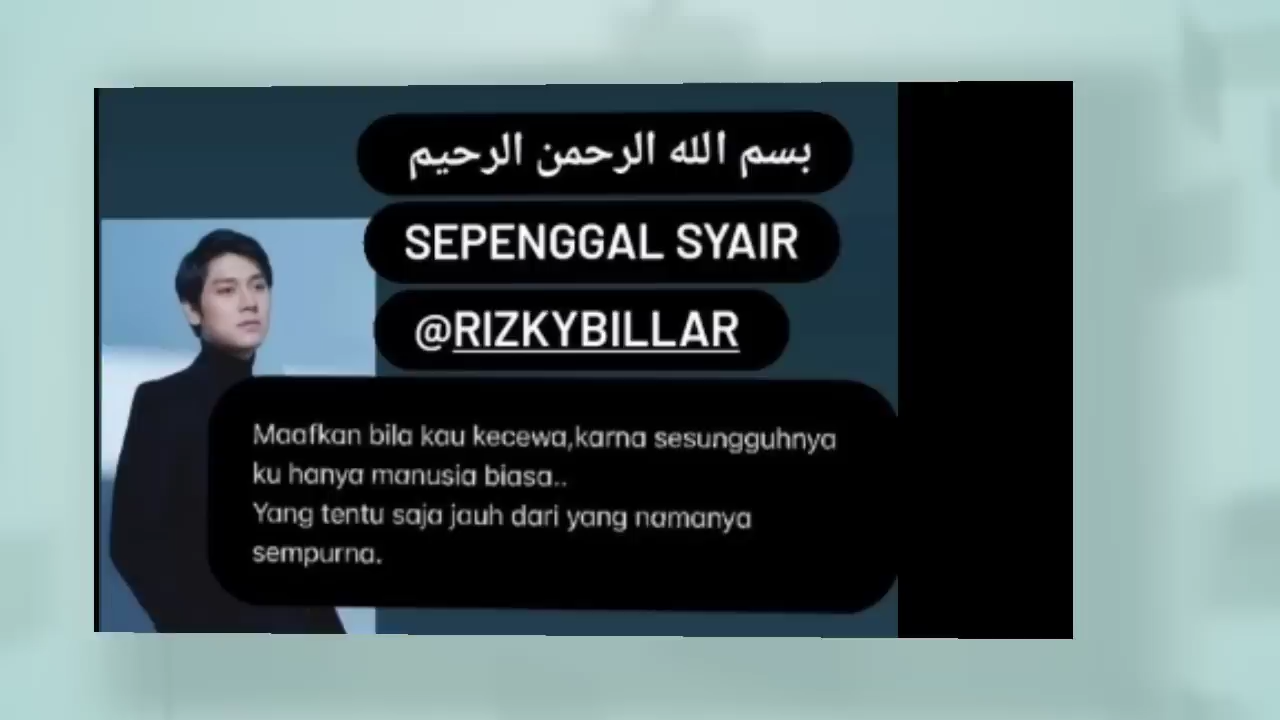 بسم الله الرحمن الرحيم
SEPENGGAL SYAIR
@RIZKYBILLAR
Maafkan bila kau kecewa,karna sesungguhnya
ku hanya manusia biasa..
Yang tentu saja jauh dari yang namanya
sempurna.